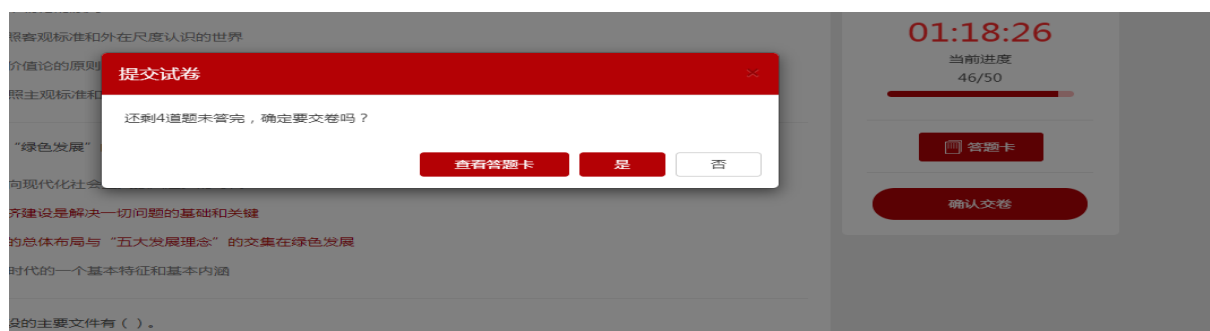 照客观标准和外在尺度认识的世界
价值论的原则
照主观标准和
提交试卷
还剩4道题未答完，确定要交卷吗？
查看答题卡
是
否
“绿色发展”
向现代化社会
济建设是解决一切问题的基础和关键
的总体布局与“五大发展理念”的交集在绿色发展
时代的一个基本特征和基本内涵
设的主要文件有（ ）。
01:18:26
当前进度
46/50
答题卡
确认交卷